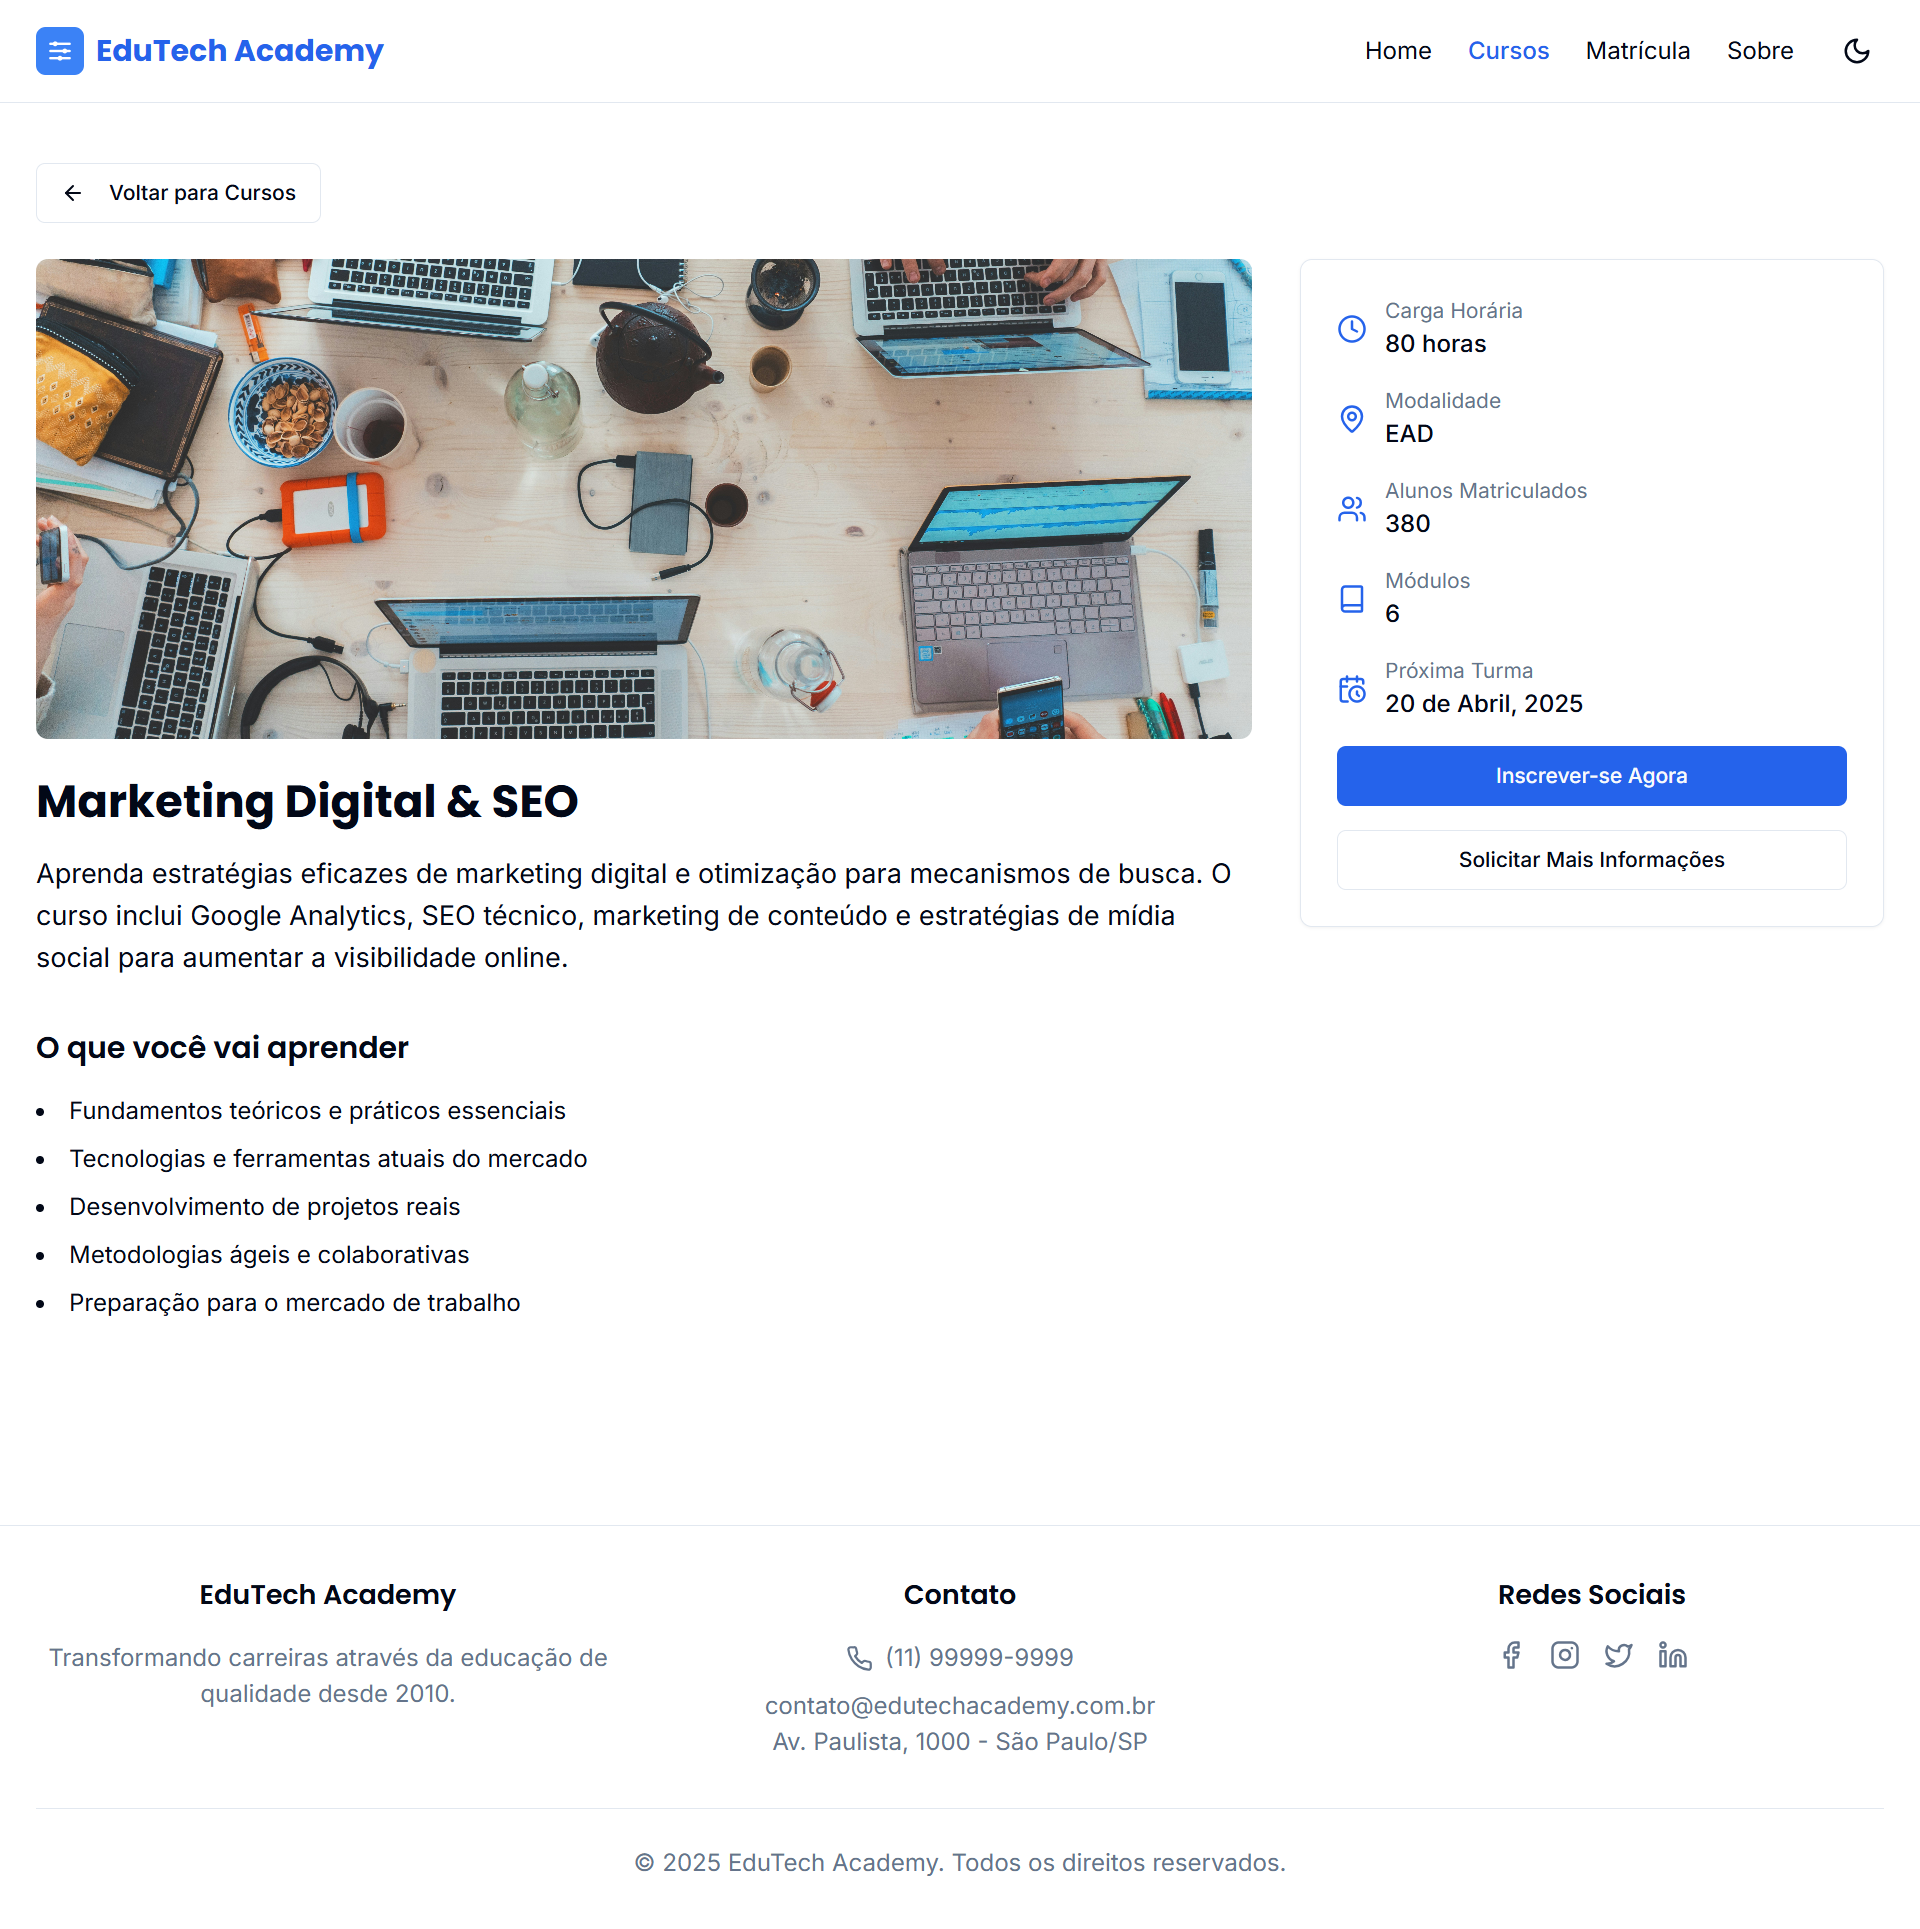 EduTech Academy
Home
Cursos
Matrícula
Sobre
Voltar para Cursos
Marketing Digital & SEO
Aprenda estratégias eficazes de marketing digital e otimização para mecanismos de busca. O
curso inclui Google Analytics, SEO técnico, marketing de conteúdo e estratégias de mídia
social para aumentar a visibilidade online.
O que você vai aprender
Fundamentos teóricos e práticos essenciais
Tecnologias e ferramentas atuais do mercado
Desenvolvimento de projetos reais
Metodologias ágeis e colaborativas
Preparação para o mercado de trabalho
Carga Horária
80 horas
Modalidade
EAD
Alunos Matriculados
380
Módulos
6
Próxima Turma
20 de Abril, 2025
Inscrever-se Agora
Solicitar Mais Informações
EduTech Academy
Transformando carreiras através da educação de
qualidade desde 2010.
Contato
(11) 99999-9999
contato@edutechacademy.com.br
Av. Paulista, 1000 - São Paulo/SP
Redes Sociais
© 2025 EduTech Academy. Todos os direitos reservados.